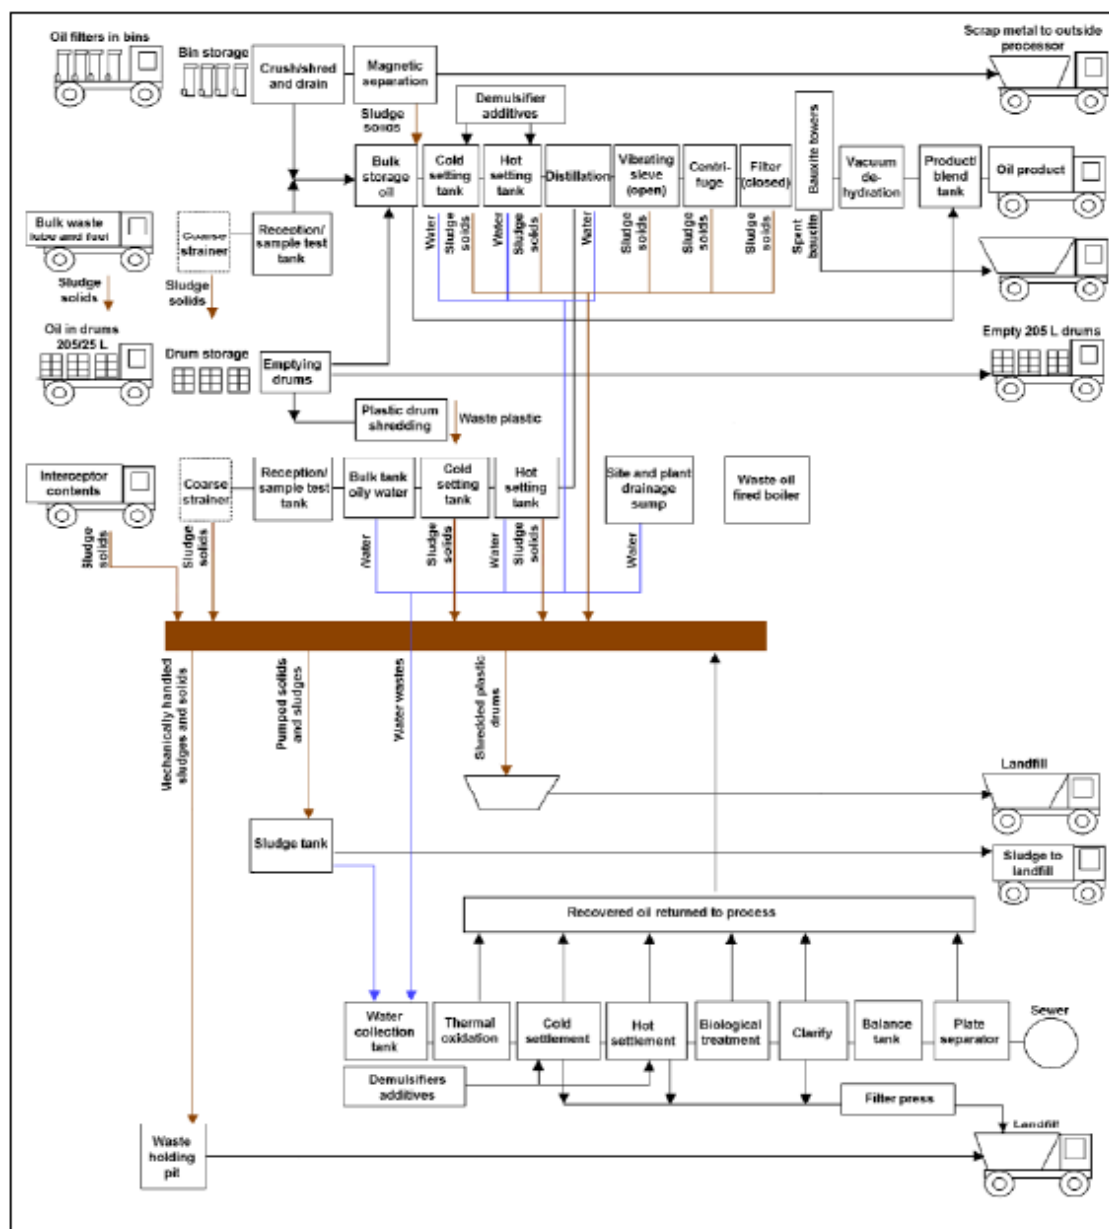 Oil filters in bins
Bin storage
Crush/shred
and drain
Magnetic
separation
Scrap metal to outside
processor
Sludge
solids
Demulsifier
additives
Bulk
storage
oil
Cold
setting
tank
Hot
setting
tank
Distillation
Vibrating
sieve
(open)
Centri-
fuge
Filter
(closed)
Bauxite towers
Vacuum
de-
hydration
Product/
blend
tank
Oil product
Bulk waste
lube and fuel
Coarse
strainer
Reception/
sample test
tank
Water
Sludge
solids
Water
Sludge
solids
Water
Sludge
solids
Sludge
solids
Sludge
solids
Spent
bauxite
Sludge
solids
Sludge
solids
Oil in drums
205/25 L
Drum storage
Emptying
drums
Empty 205 L drums
Plastic drum
shredding
Waste plastic
Interceptor
contents
Coarse
strainer
Reception/
sample test
tank
Bulk tank
oily water
Cold
setting
tank
Hot
setting
tank
Site and plant
drainage
sump
Waste oil
fired boiler
Sludge
solids
Sludge
solids
Water
Sludge
solids
Water
Sludge
solids
Water
Mechanically handled
sludges and solids
Pumped solids
and sludges
Water wastes
Shredded plastic
drums
Landfill
Sludge tank
Sludge to
landfill
Recovered oil returned to process
Water
collection
tank
Thermal
oxidation
Cold
settlement
Hot
settlement
Biological
treatment
Clarify
Balance
tank
Plate
separator
Sewer
Demulsifiers
additives
Filter press
Waste
holding
pit
Landfill